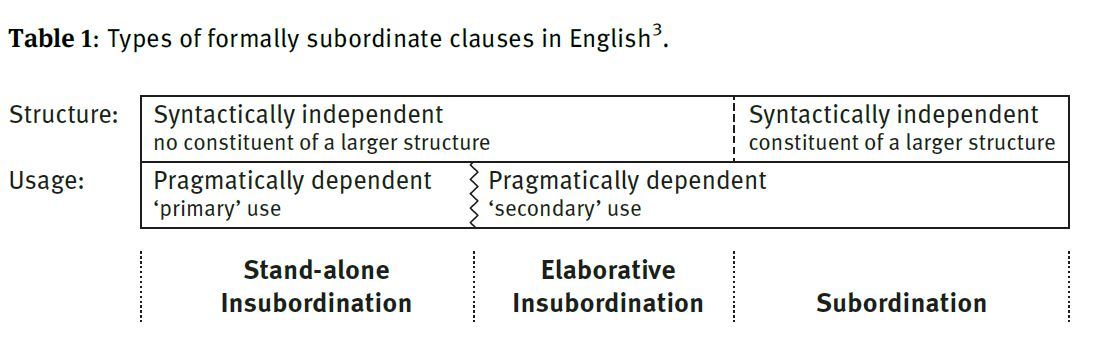 Table 1: Types of formally subordinate clauses in English³.
Structure: Syntactically independent Syntactically independent
no constituent of a larger structure constituent of a larger structure
Usage: Pragmatically dependent Pragmatically dependent
‘primary’ use ‘secondary’ use
Stand-alone Elaborative
Insubordination Insubordination Subordination